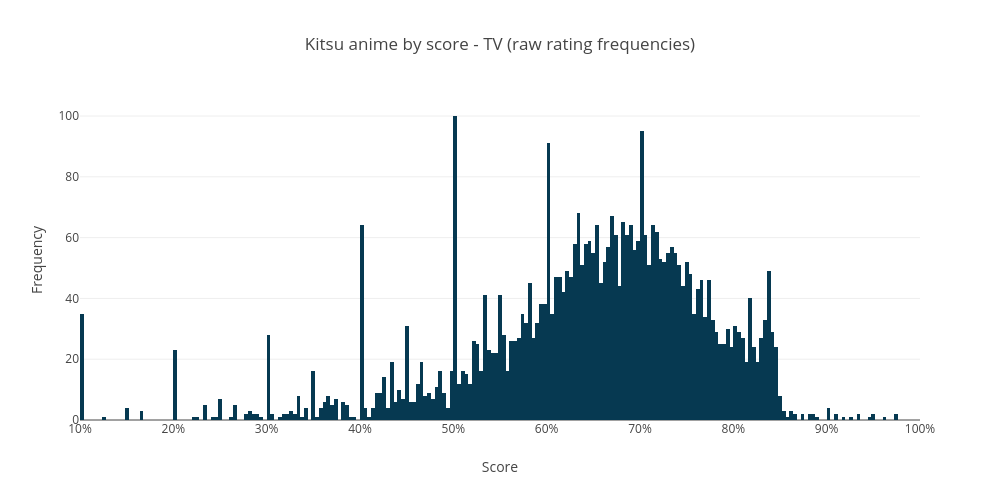 Kitsu anime by score - TV (raw rating frequencies)
100
80
60
40
20
0
Frequency
10% 20% 30% 40% 50% 60% 70% 80% 90% 100%
Score